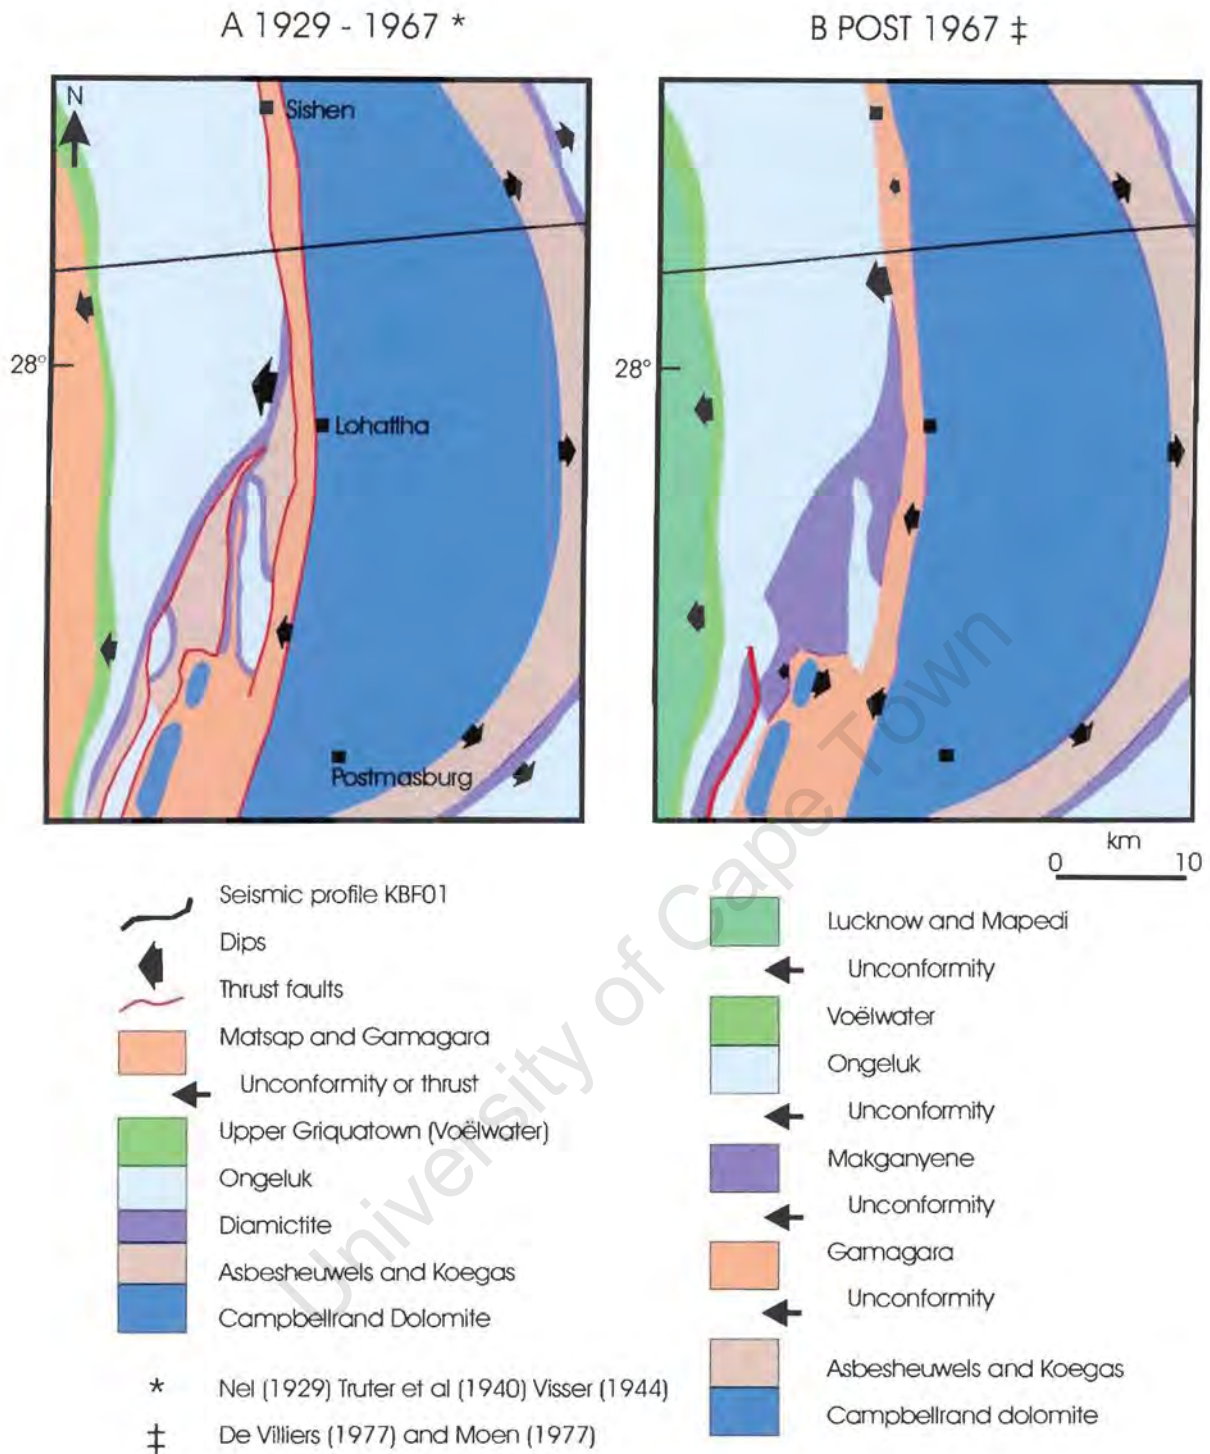 A 1929 - 1967 *
B POST 1967 ‡
N
Sishen
28°
Lohattha
Postmasburg
28°
km
0 10
Seismic profile KBF01
Dips
Thrust faults
Matsap and Gamagara
Unconformity or thrust
Upper Griquatown (Voëlwater)
Ongeluk
Diamictite
Asbesheuwels and Koegas
Campbellrand Dolomite
* Nel (1929) Truter et al (1940) Visser (1944)
‡ De Villiers (1977) and Moen (1977)
Lucknow and Mapedi
Unconformity
Voëlwater
Ongeluk
Unconformity
Makganyene
Unconformity
Gamagara
Unconformity
Asbesheuwels and Koegas
Campbellrand dolomite
University of Cape Town